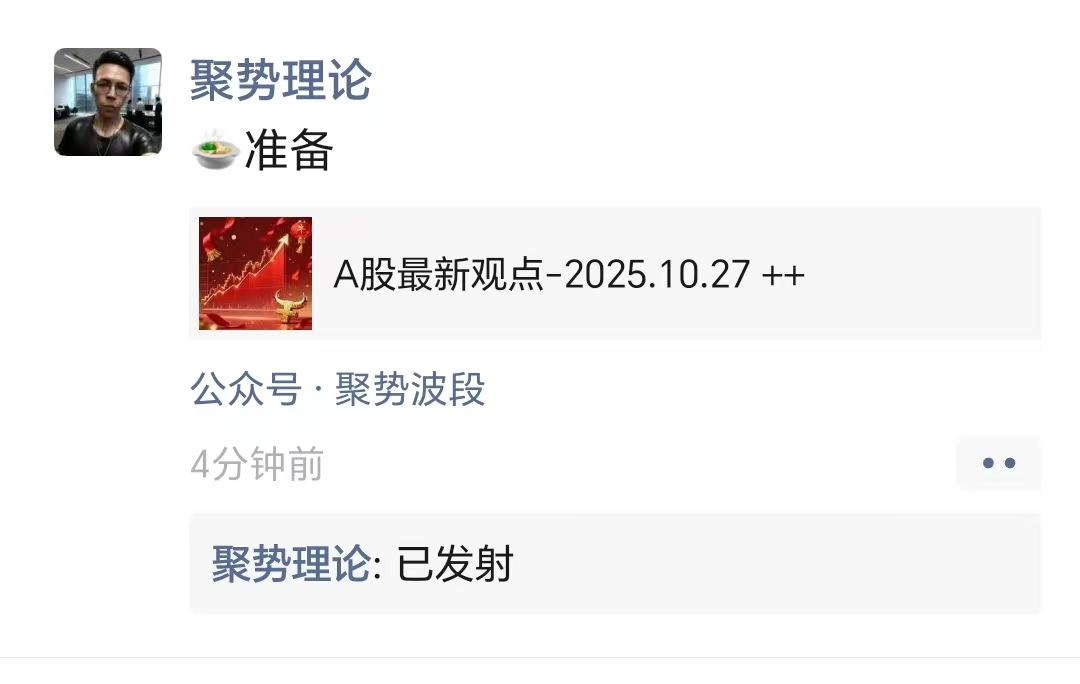 聚势理论
🍲准备
A股最新观点-2025.10.27 ++
公众号 · 聚势波段
4分钟前
聚势理论: 已发射